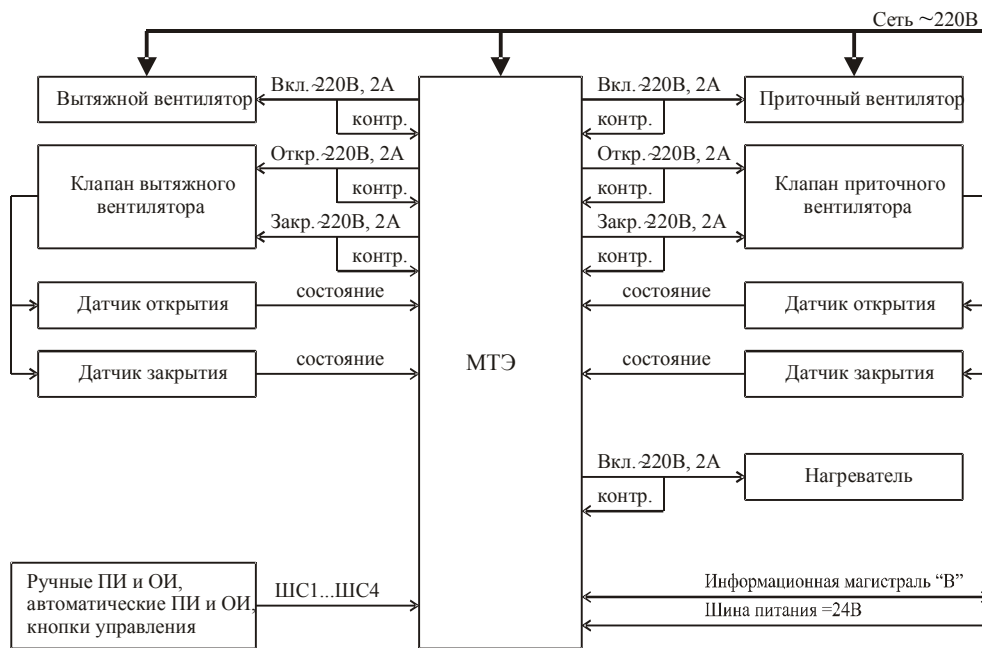 Сеть ~220В
Вытяжной вентилятор
Вкл.~220В, 2А
контр.
Откр.~220В, 2А
контр.
Клапан вытяжного
вентилятора
Закр.~220В, 2А
контр.
Датчик открытия
состояние
Датчик закрытия
состояние
Ручные ПИ и ОИ,
автоматические ПИ и ОИ,
кнопки управления
ШС1...ШС4
МТЭ
Вкл.~220В, 2А
контр.
Приточный вентилятор
Откр.~220В, 2А
контр.
Клапан приточного
вентилятора
Закр.~220В, 2А
контр.
состояние
Датчик открытия
состояние
Датчик закрытия
Вкл.~220В, 2А
контр.
Нагреватель
Информационная магистраль “В”
Шина питания =24В